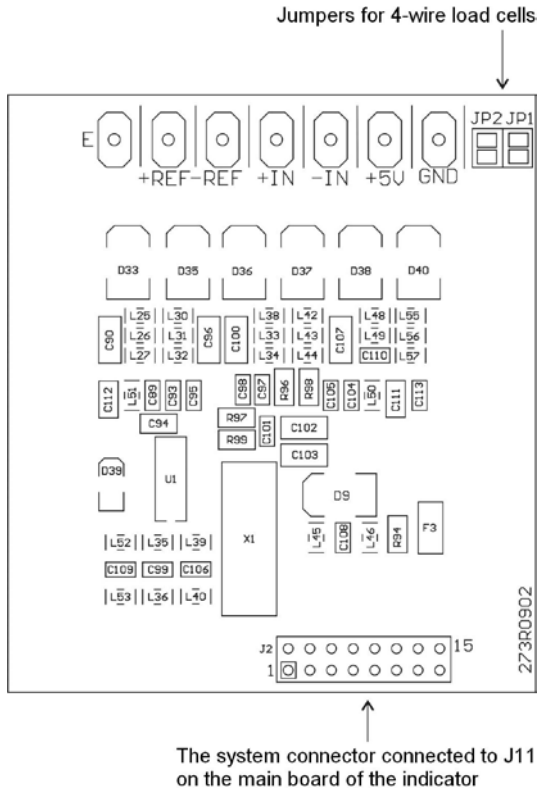 Jumpers for 4-wire load cells
JP2 JP1
E
+REF -REF +IN -IN +5V GND
D33 D35 D36 D37 D38 D40
L25 L30 L38 L42 L48 L55
C90 L26 L31 C96 C100 L33 L43 C107 L49 L56
L27 L32 L34 L44 C110 L57
C112 L51 C89 C93 C95 C98 C97 R96 R98 C105 C104 L50 C111 C113
C94 R97 C101 C102
R99 C103
D39 U1 X1 D9
L52 L35 L39 L45 C108 L46 R94 F3
C109 C99 C106
L53 L36 L40
273R0902
J2 15
1
The system connector connected to J11
on the main board of the indicator